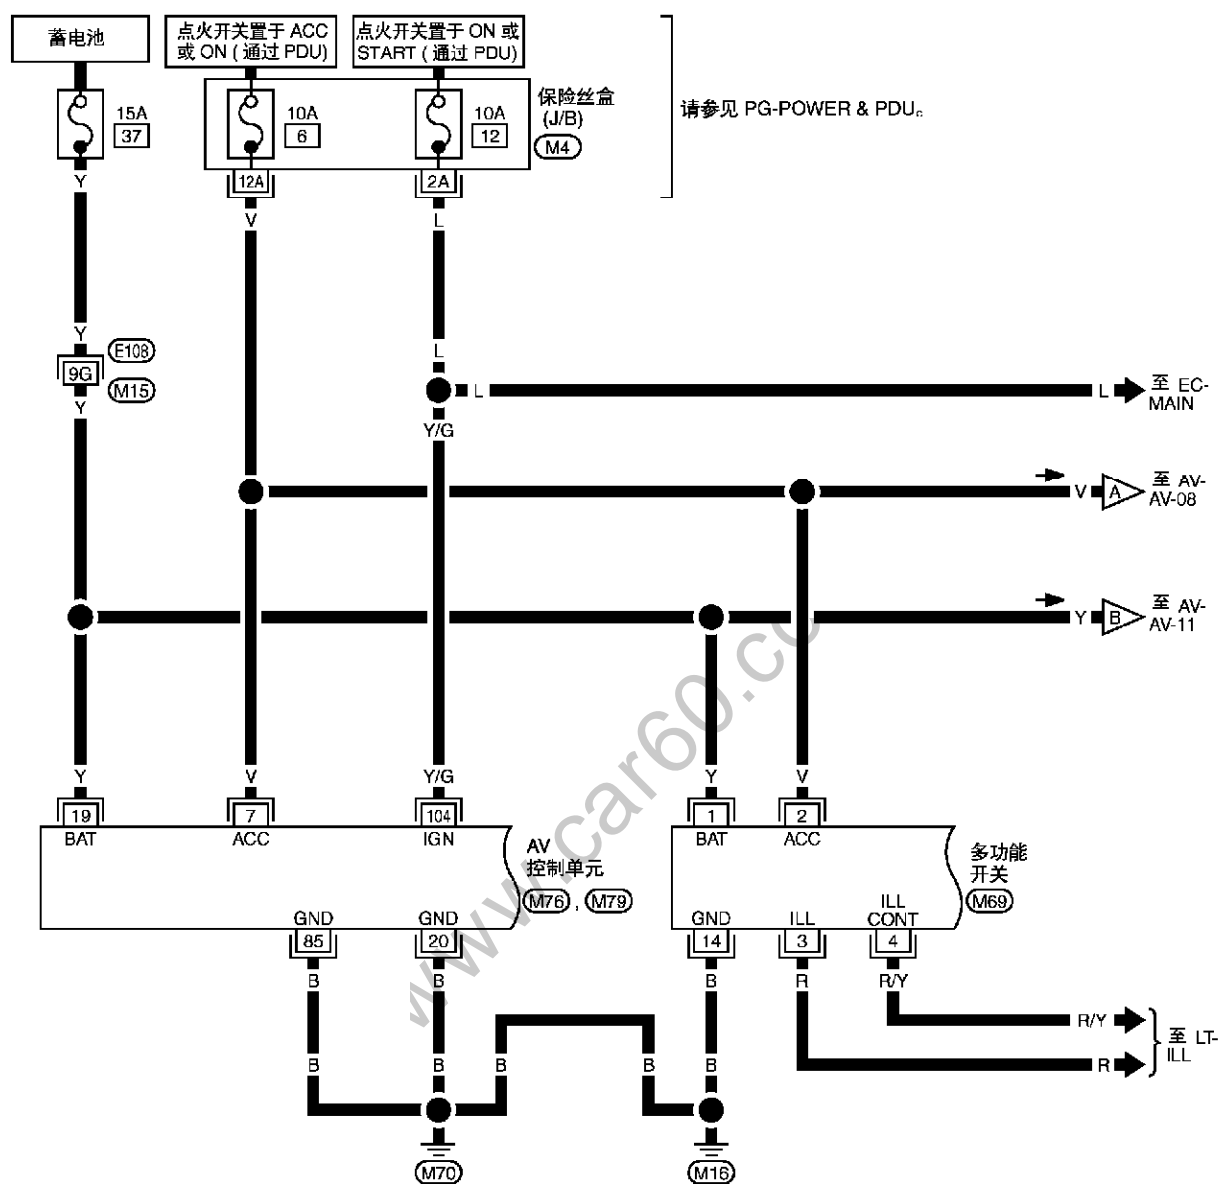 蓄电池
点火开关置于 ACC
或 ON ( 通过 PDU)
点火开关置于 ON 或
START ( 通过 PDU)
15A
37
10A
6
10A
12
保险丝盒
(J/B)
M4
请参见 PG-POWER & PDU。
12A
2A
Y
V
L
Y
L
E108
9G
M15
Y
L
L
至 EC-
MAIN
Y/G
V
A
至 AV-
AV-08
Y
B
至 AV-
AV-11
Y
V
Y/G
Y
V
19
7
104
1
2
BAT
ACC
IGN
BAT
ACC
AV
控制单元
M76 , M79
多功能
开关
M69
GND
GND
GND
ILL
ILL
CONT
85
20
14
3
4
B
B
B
R
R/Y
R/Y
至 LT-
ILL
B
B
B
B
B
R
M70
M16
www.car60.co